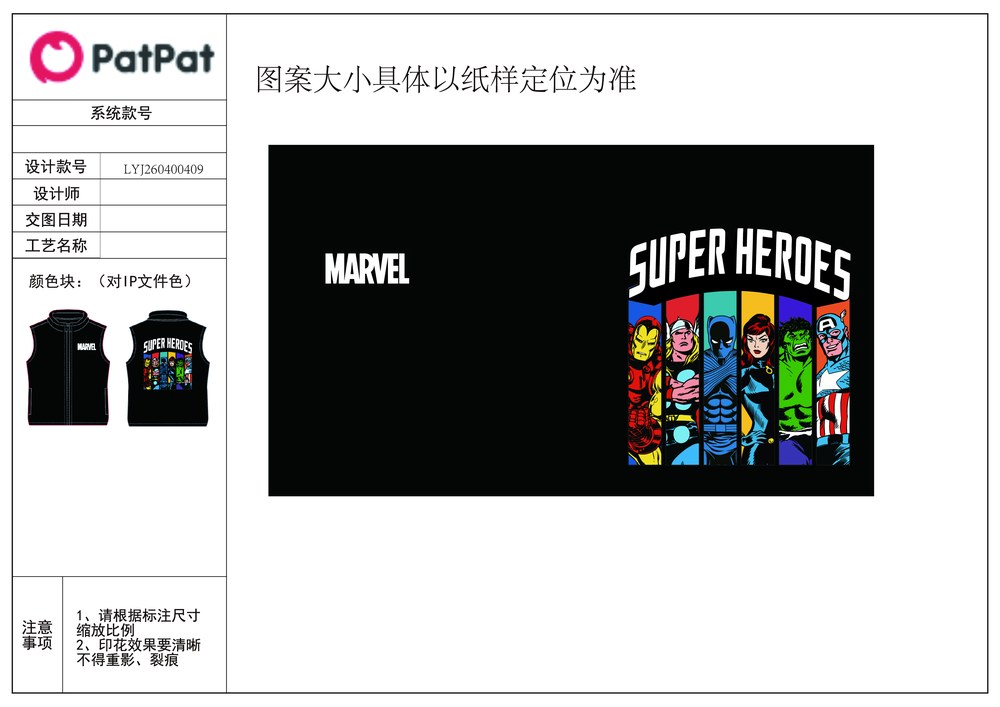 PatPat
系统款号
设计款号 LYJ260400409
设计师
交图日期
工艺名称
颜色块：（对IP文件色）
MARVEL
SUPER HEROES
注意
事项
1、请根据标注尺寸
缩放比例
2、印花效果要清晰
不得重影、裂痕
图案大小具体以纸样定位为准
MARVEL
SUPER HEROES